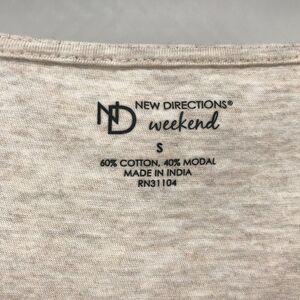 ND NEW DIRECTIONS®
weekend
S
60% COTTON, 40% MODAL
MADE IN INDIA
RN31104